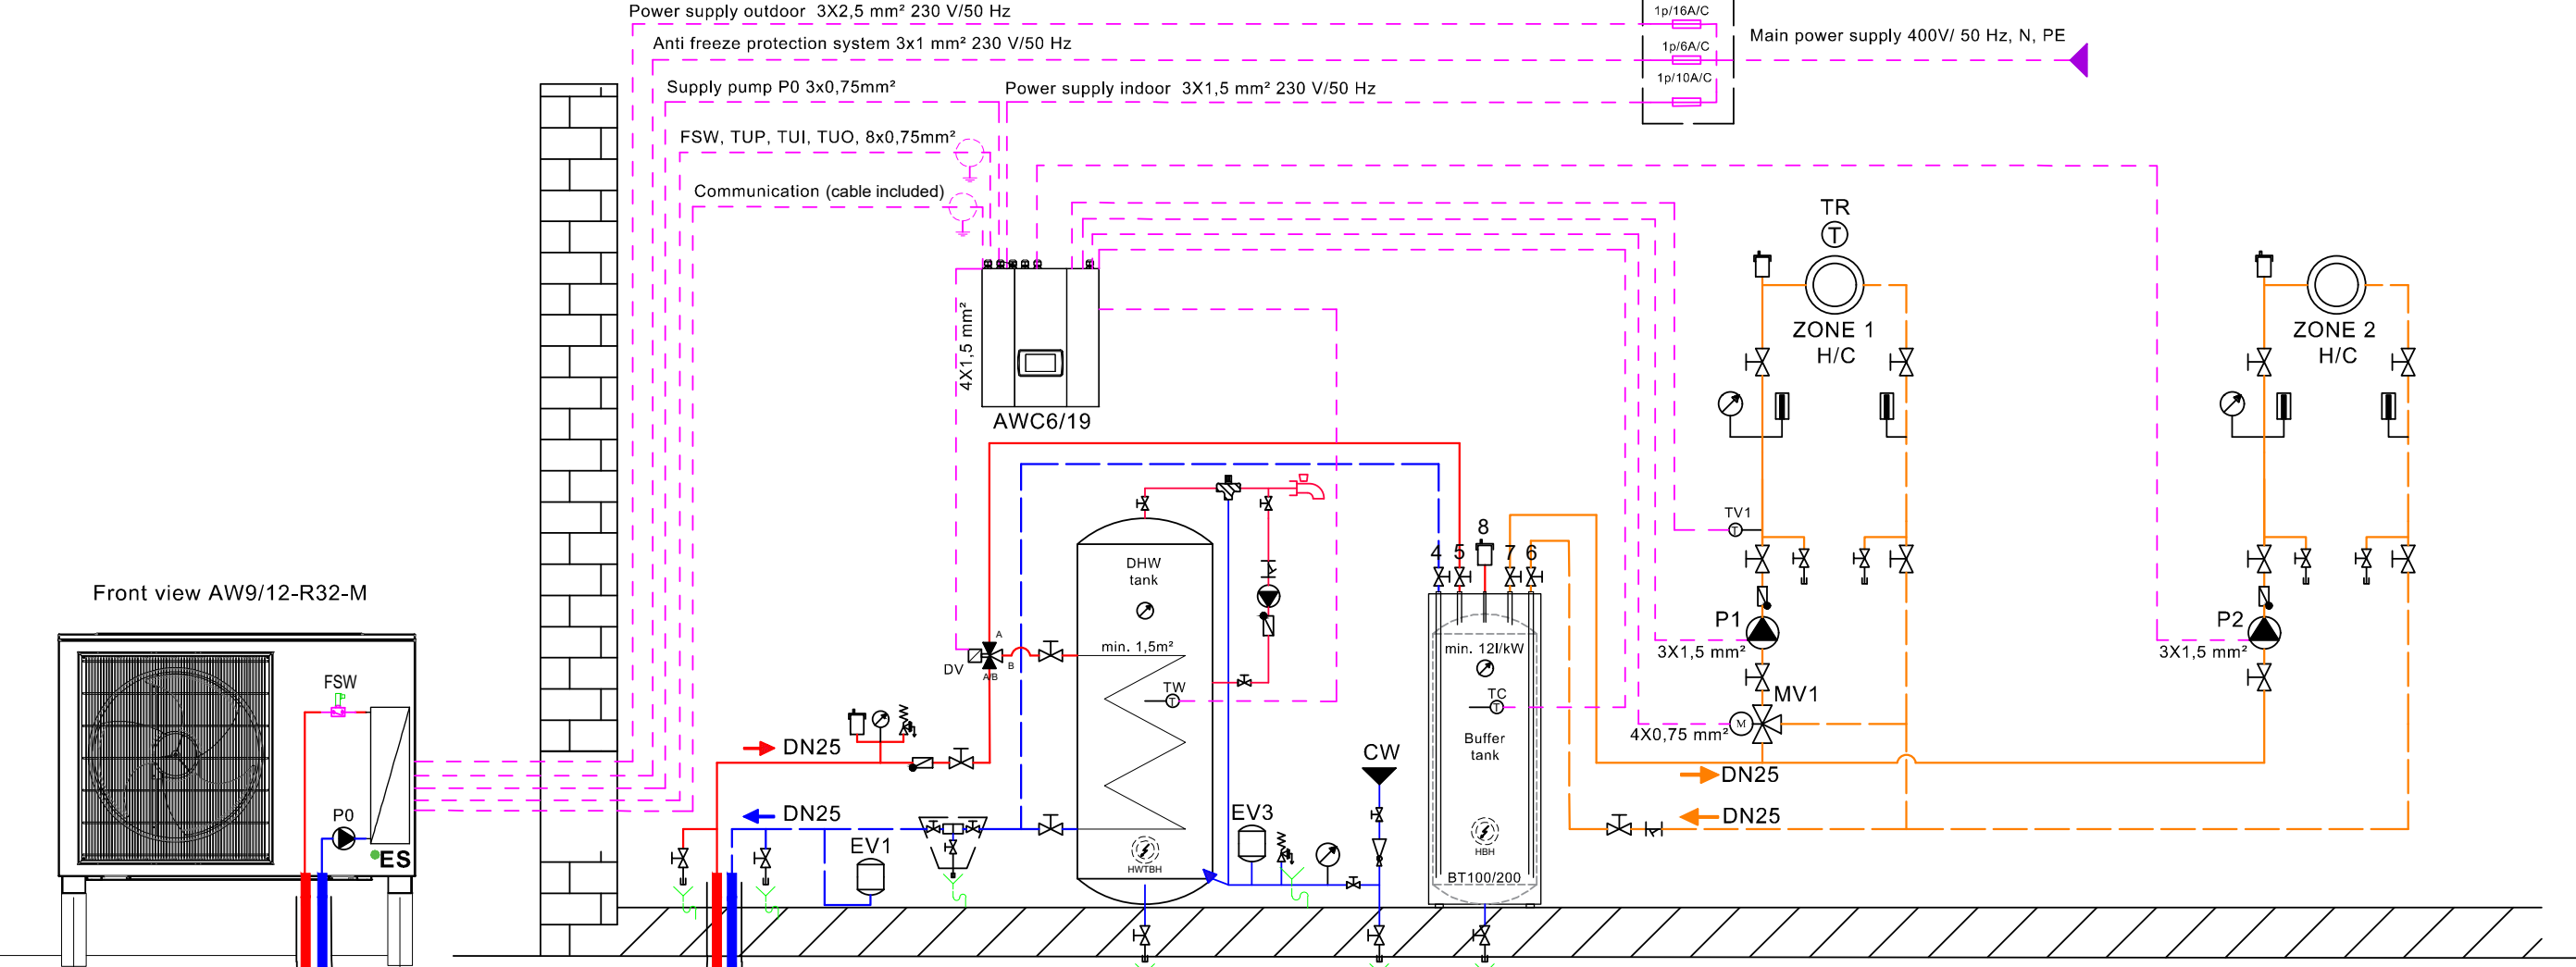 Power supply outdoor 3X2,5 mm² 230 V/50 Hz
1p/16A/C
Anti freeze protection system 3x1 mm² 230 V/50 Hz
1p/6A/C
Main power supply 400V/ 50 Hz, N, PE
Supply pump P0 3x0,75mm²
Power supply indoor 3X1,5 mm² 230 V/50 Hz
1p/10A/C
FSW, TUP, TUI, TUO, 8x0,75mm²
Communication (cable included)
TR
T
4X1,5 mm²
AWC6/19
ZONE 1
H/C
ZONE 2
H/C
TV1
T
8
4
5
7
6
DHW
tank
Front view AW9/12-R32-M
P1
3X1,5 mm²
P2
3X1,5 mm²
A
B
A/B
DV
min. 1,5m²
min. 12l/kW
TW
T
TC
T
MV1
M
4X0,75 mm²
FSW
DN25
Buffer
tank
CW
DN25
P0
ES
DN25
EV1
EV3
DN25
HWTBH
HBH
BT100/200